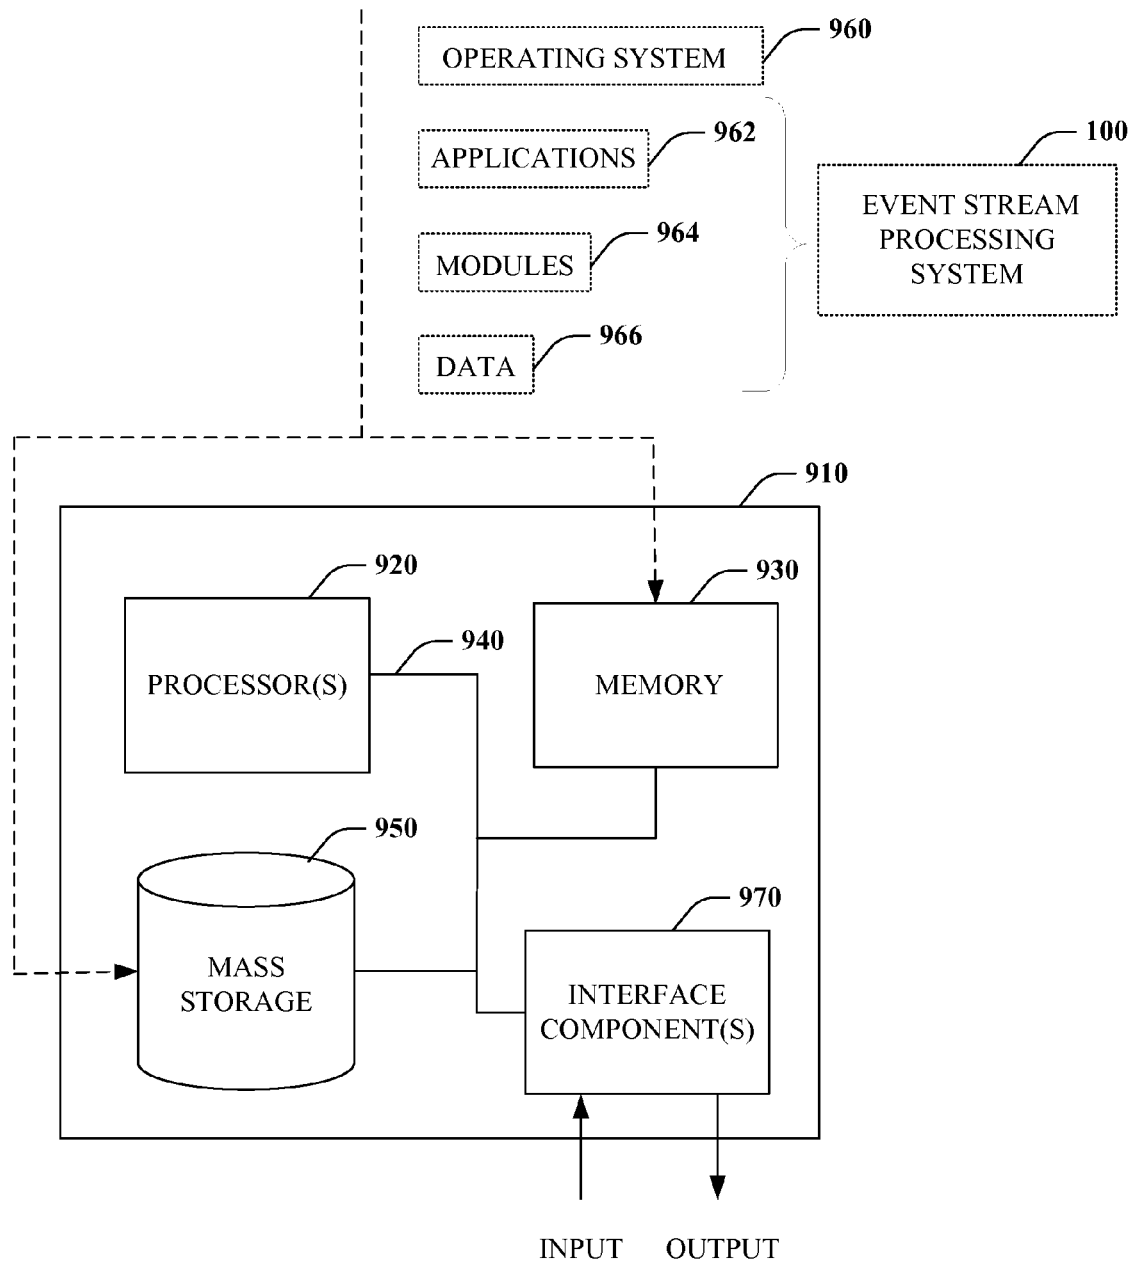 960
OPERATING SYSTEM
962
APPLICATIONS
100
EVENT STREAM
PROCESSING
SYSTEM
964
MODULES
966
DATA
910
920
PROCESSOR(S)
930
MEMORY
940
950
MASS
STORAGE
970
INTERFACE
COMPONENT(S)
INPUT
OUTPUT